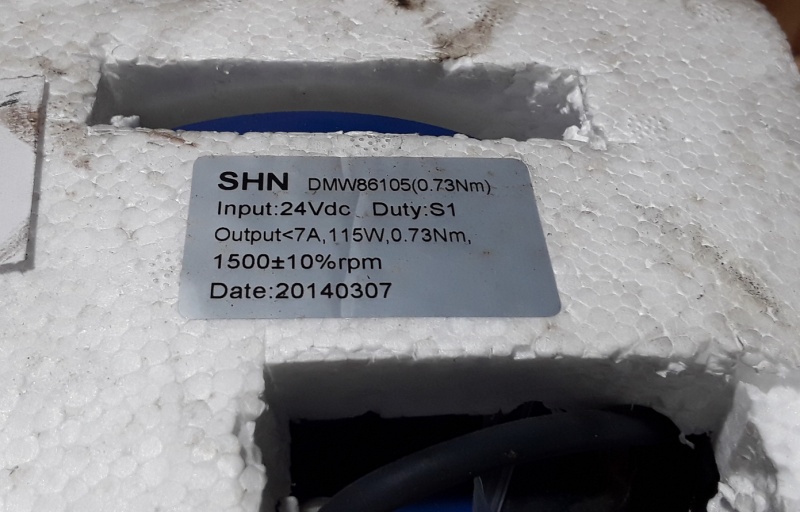 SHN DMW86105(0.73Nm)
Input:24Vdc Duty:S1
Output<7A,115W,0.73Nm,
1500±10%rpm
Date:20140307